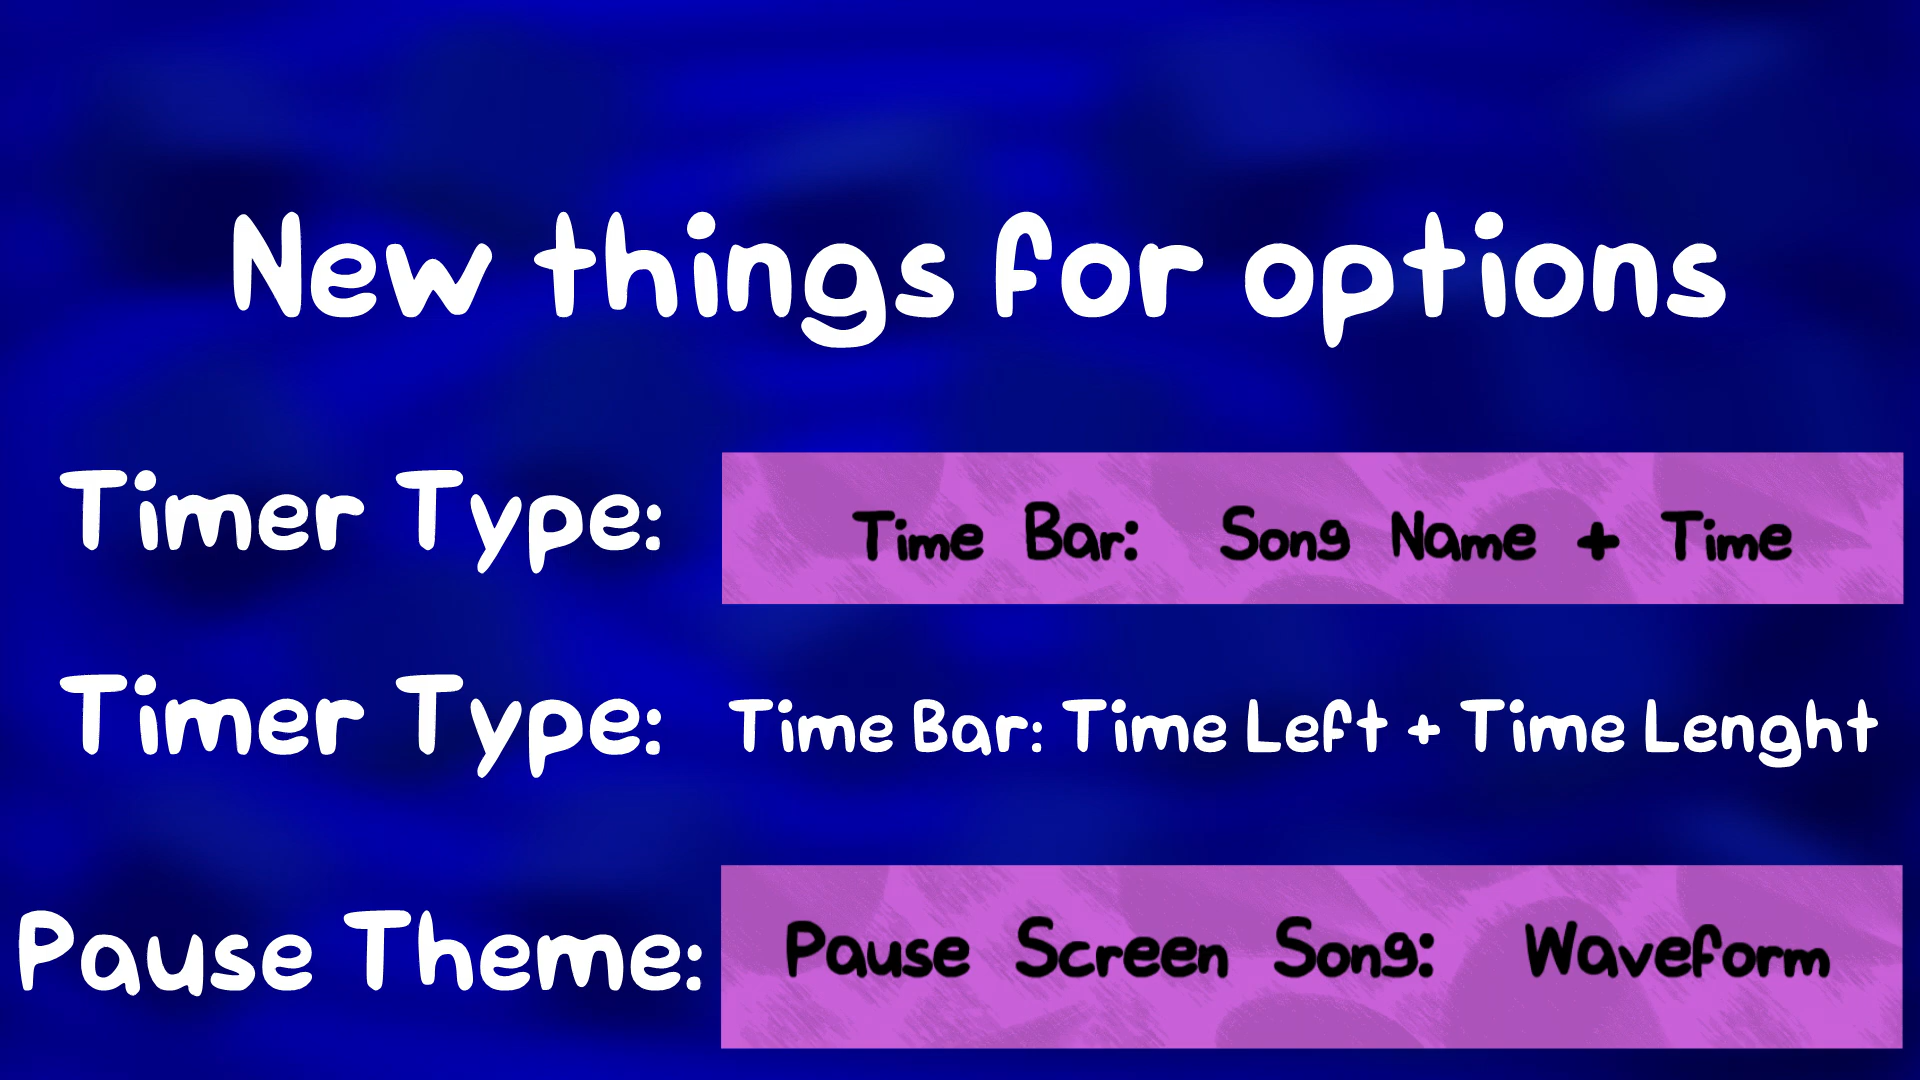 New things for options
Timer Type: Time Bar: Song Name + Time
Timer Type: Time Bar: Time Left + Time Lenght
Pause Theme: Pause Screen Song: Waveform